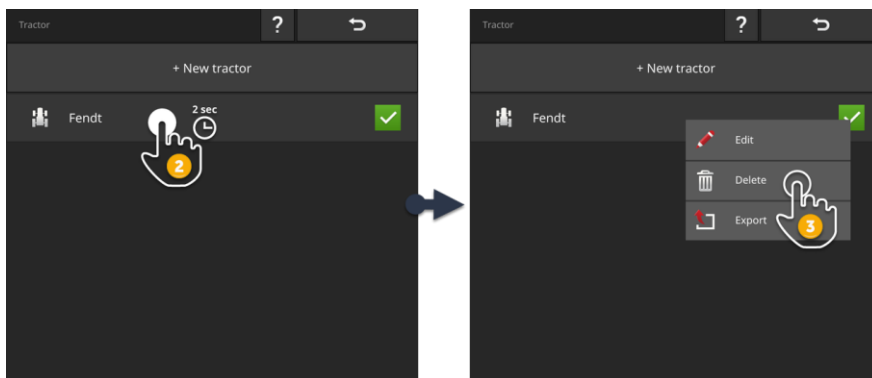 Tractor
?
+ New tractor
Fendt
2 sec
2
Tractor
?
+ New tractor
Fendt
Edit
Delete
Export
3